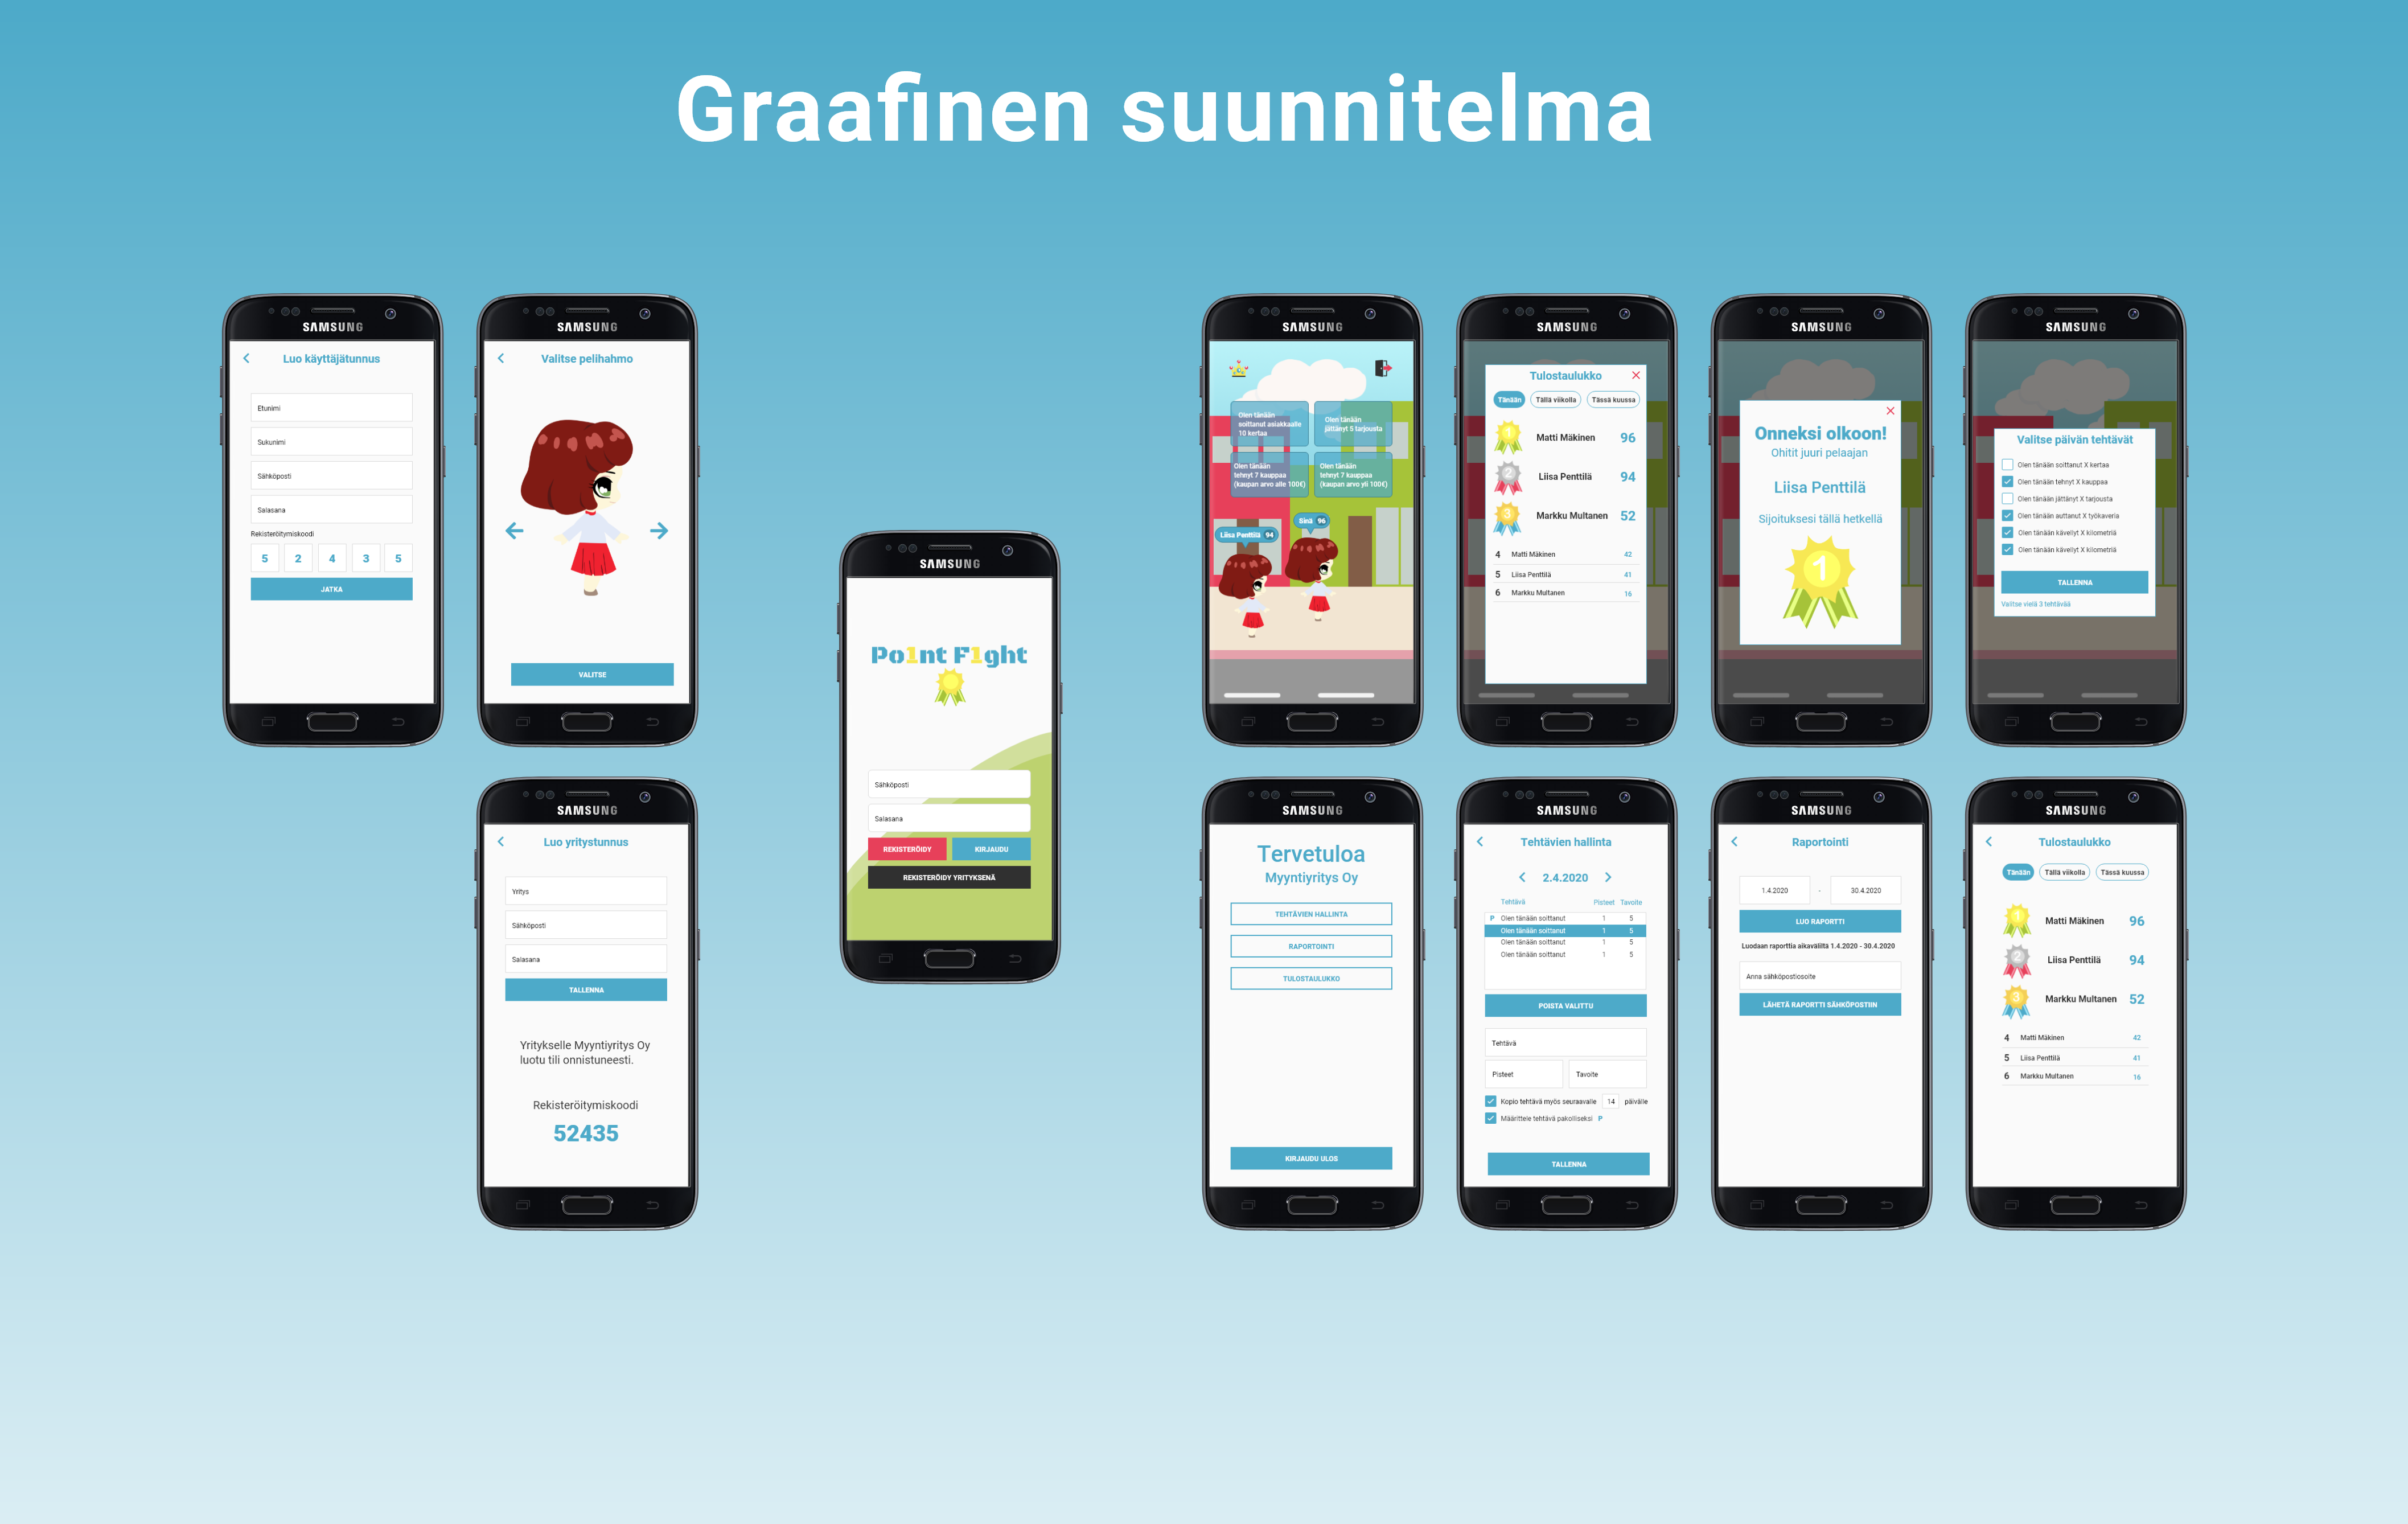 Graafinen suunnitelma
SAMSUNG
Luo käyttäjätunnus
Etunimi
Sukunimi
Sähköposti
Salasana
Rekisteröitymiskoodi
5 2 4 3 5
JATKA
SAMSUNG
Valitse pelihahmo
VALITSE
SAMSUNG
Luo yritystunnus
Yritys
Sähköposti
Salasana
TALLENNA
Yritykselle Myyntiyritys Oy
luotu tili onnistuneesti.
Rekisteröitymiskoodi
52435
SAMSUNG
Po1nt F1ght
Sähköposti
Salasana
REKISTERÖIDY KIRJAUDU
REKISTERÖIDY YRITYKSENÄ
SAMSUNG
Olen tänään
soittanut asiakkaalle
10 kertaa
Olen tänään
jättänyt 5 tarjousta
Olen tänään
tehnyt 7 kauppaa
(kaupan arvo alle 100€)
Olen tänään
tehnyt 7 kauppaa
(kaupan arvo yli 100€)
Sinä 96
Liisa Penttilä 94
SAMSUNG
Tulostaulukko
Tänään Tällä viikolla Tässä kuussa
1 Matti Mäkinen 96
2 Liisa Penttilä 94
3 Markku Multanen 52
4 Matti Mäkinen 42
5 Liisa Penttilä 41
6 Markku Multanen 16
SAMSUNG
Onneksi olkoon!
Ohitit juuri pelaajan
Liisa Penttilä
Sijoituksesi tällä hetkellä
1
SAMSUNG
Valitse päivän tehtävät
Olen tänään soittanut X kertaa
Olen tänään tehnyt X kauppaa
Olen tänään jättänyt X tarjousta
Olen tänään auttanut X työkaveria
Olen tänään kävellyt X kilometriä
Olen tänään kävellyt X kilometriä
TALLENNA
Valitse vielä 3 tehtävää
SAMSUNG
Tervetuloa
Myyntiyritys Oy
TEHTÄVIEN HALLINTA
RAPORTOINTI
TULOSTAULUKKO
KIRJAUDU ULOS
SAMSUNG
Tehtävien hallinta
2.4.2020
Tehtävä Pisteet Tavoite
P Olen tänään soittanut 1 5
Olen tänään soittanut 1 5
Olen tänään soittanut 1 5
Olen tänään soittanut 1 5
POISTA VALITTU
Tehtävä
Pisteet Tavoite
Kopio tehtävä myös seuraavalle 14 päivälle
Määrittele tehtävä pakolliseksi P
TALLENNA
SAMSUNG
Raportointi
1.4.2020 - 30.4.2020
LUO RAPORTTI
Luodaan raporttia aikaväliltä 1.4.2020 - 30.4.2020
Anna sähköpostiosoite
LÄHETÄ RAPORTTI SÄHKÖPOSTIIN
SAMSUNG
Tulostaulukko
Tänään Tällä viikolla Tässä kuussa
1 Matti Mäkinen 96
2 Liisa Penttilä 94
3 Markku Multanen 52
4 Matti Mäkinen 42
5 Liisa Penttilä 41
6 Markku Multanen 16